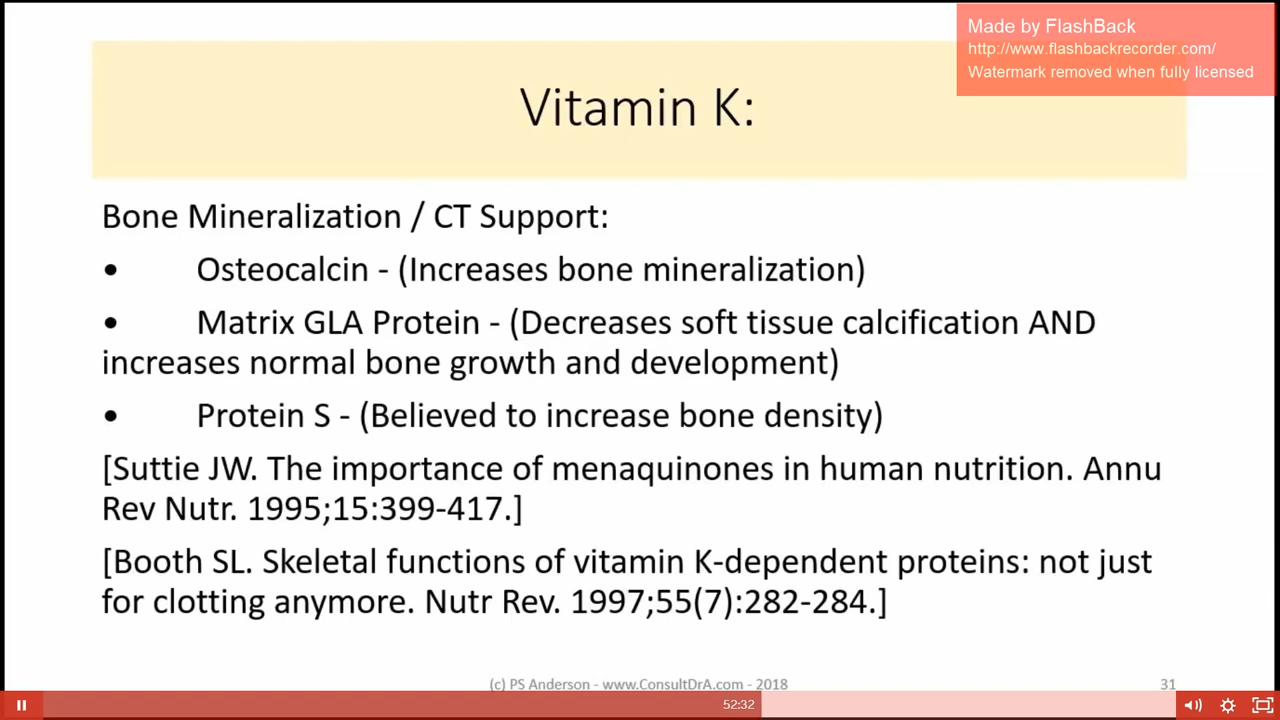 Made by FlashBack
http://www.flashbackrecorder.com/
Watermark removed when fully licensed
Vitamin K:
Bone Mineralization / CT Support:
• Osteocalcin - (Increases bone mineralization)
• Matrix GLA Protein - (Decreases soft tissue calcification AND
increases normal bone growth and development)
• Protein S - (Believed to increase bone density)
[Suttie JW. The importance of menaquinones in human nutrition. Annu
Rev Nutr. 1995;15:399-417.]
[Booth SL. Skeletal functions of vitamin K-dependent proteins: not just
for clotting anymore. Nutr Rev. 1997;55(7):282-284.]
(c) PS Anderson - www.ConsultDrA.com - 2018
31
52:32